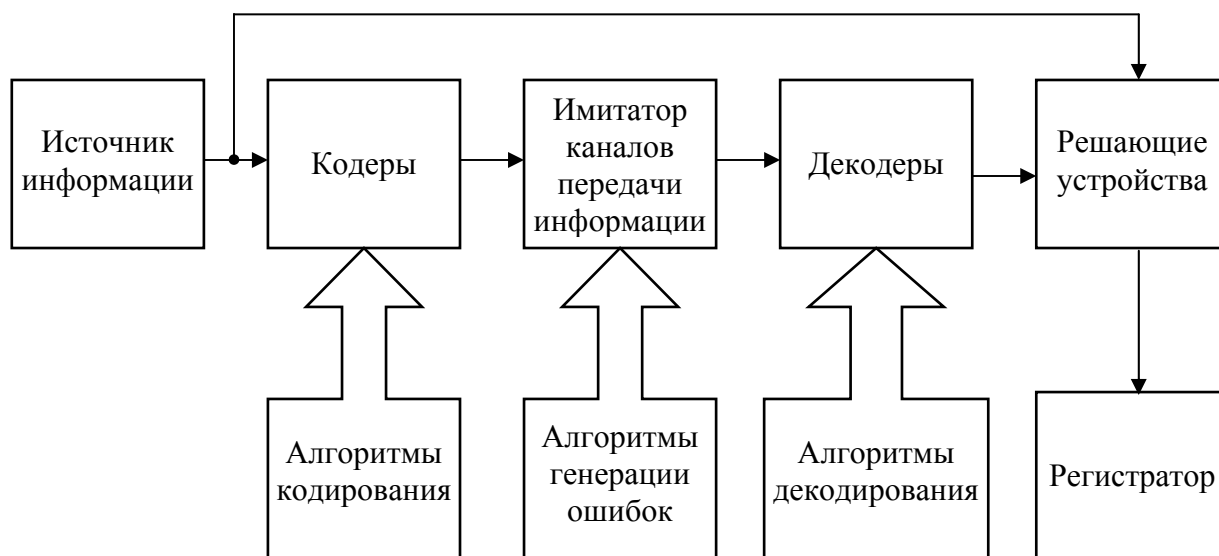 Источник
информации
Кодеры
Имитатор
каналов
передачи
информации
Декодеры
Решающие
устройства
Алгоритмы
кодирования
Алгоритмы
генерации
ошибок
Алгоритмы
декодирования
Регистратор